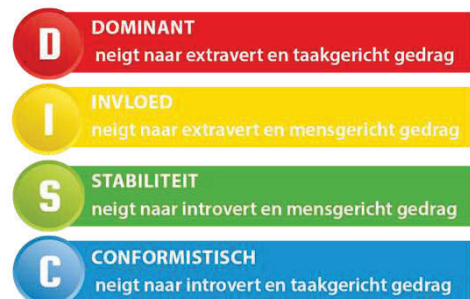 D
DOMINANT
neigt naar extravert en taakgericht gedrag
I
INVLOED
neigt naar extravert en mensgericht gedrag
S
STABILITEIT
neigt naar introvert en mensgericht gedrag
C
CONFORMISTISCH
neigt naar introvert en taakgericht gedrag